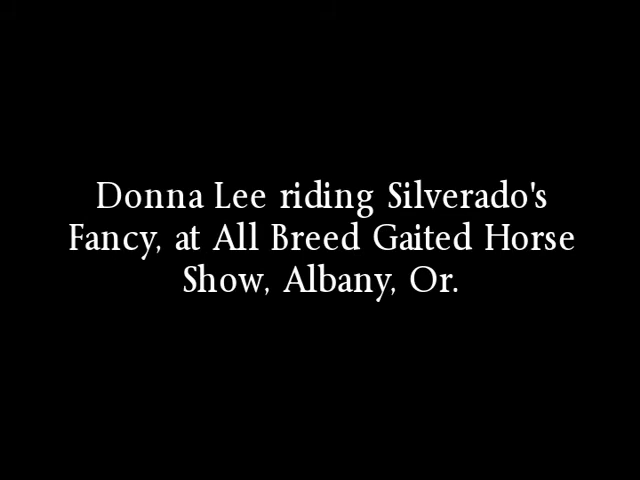 Donna Lee riding Silverado's
Fancy, at All Breed Gaited Horse
Show, Albany, Or.